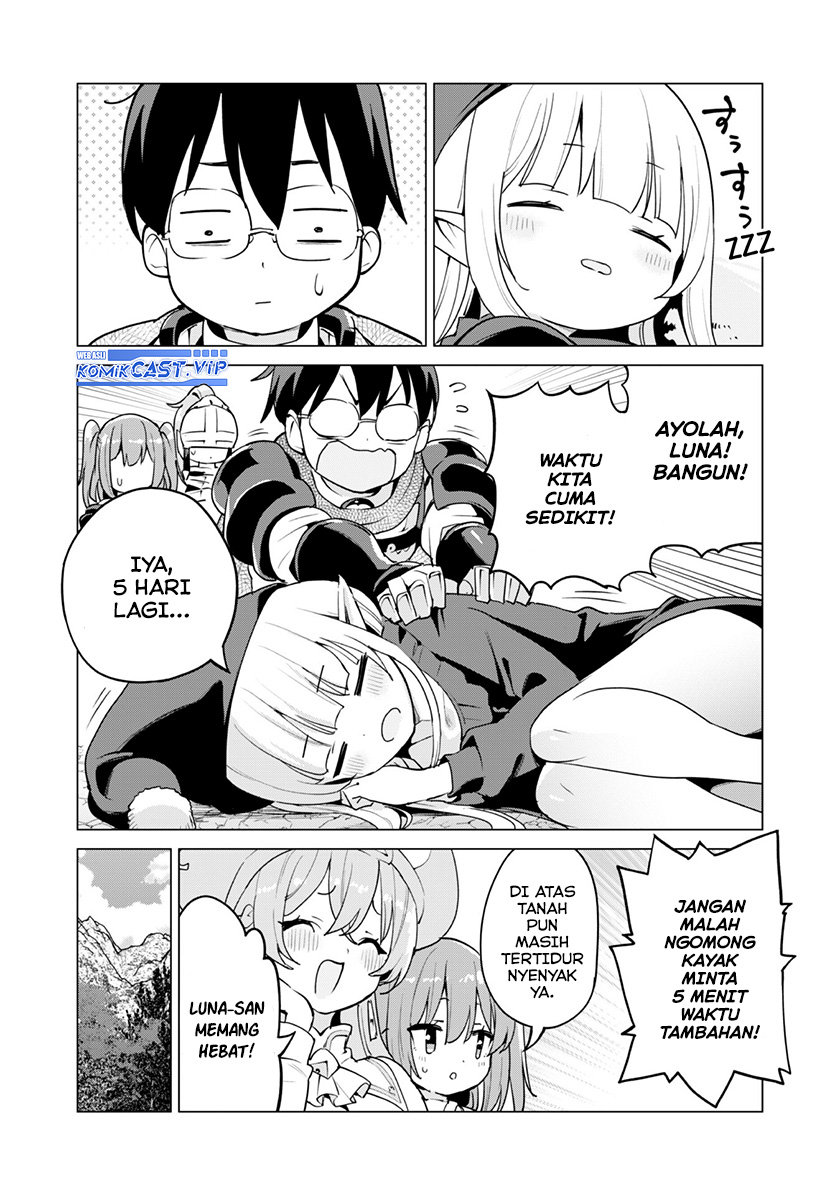 すぅ
すぅ
ZZZ
WEB ASLI
KOMIKCAST.VIP
AYOLAH,
LUNA!
BANGUN!
WAKTU
KITA
CUMA
SEDIKIT!
IYA,
5 HARI
LAGI...
JANGAN
MALAH
NGOMONG
KAYAK
MINTA
5 MENIT
WAKTU
TAMBAHAN!
DI ATAS
TANAH
PUN
MASIH
TERTIDUR
NYENYAK
YA.
LUNA-SAN
MEMANG
HEBAT!